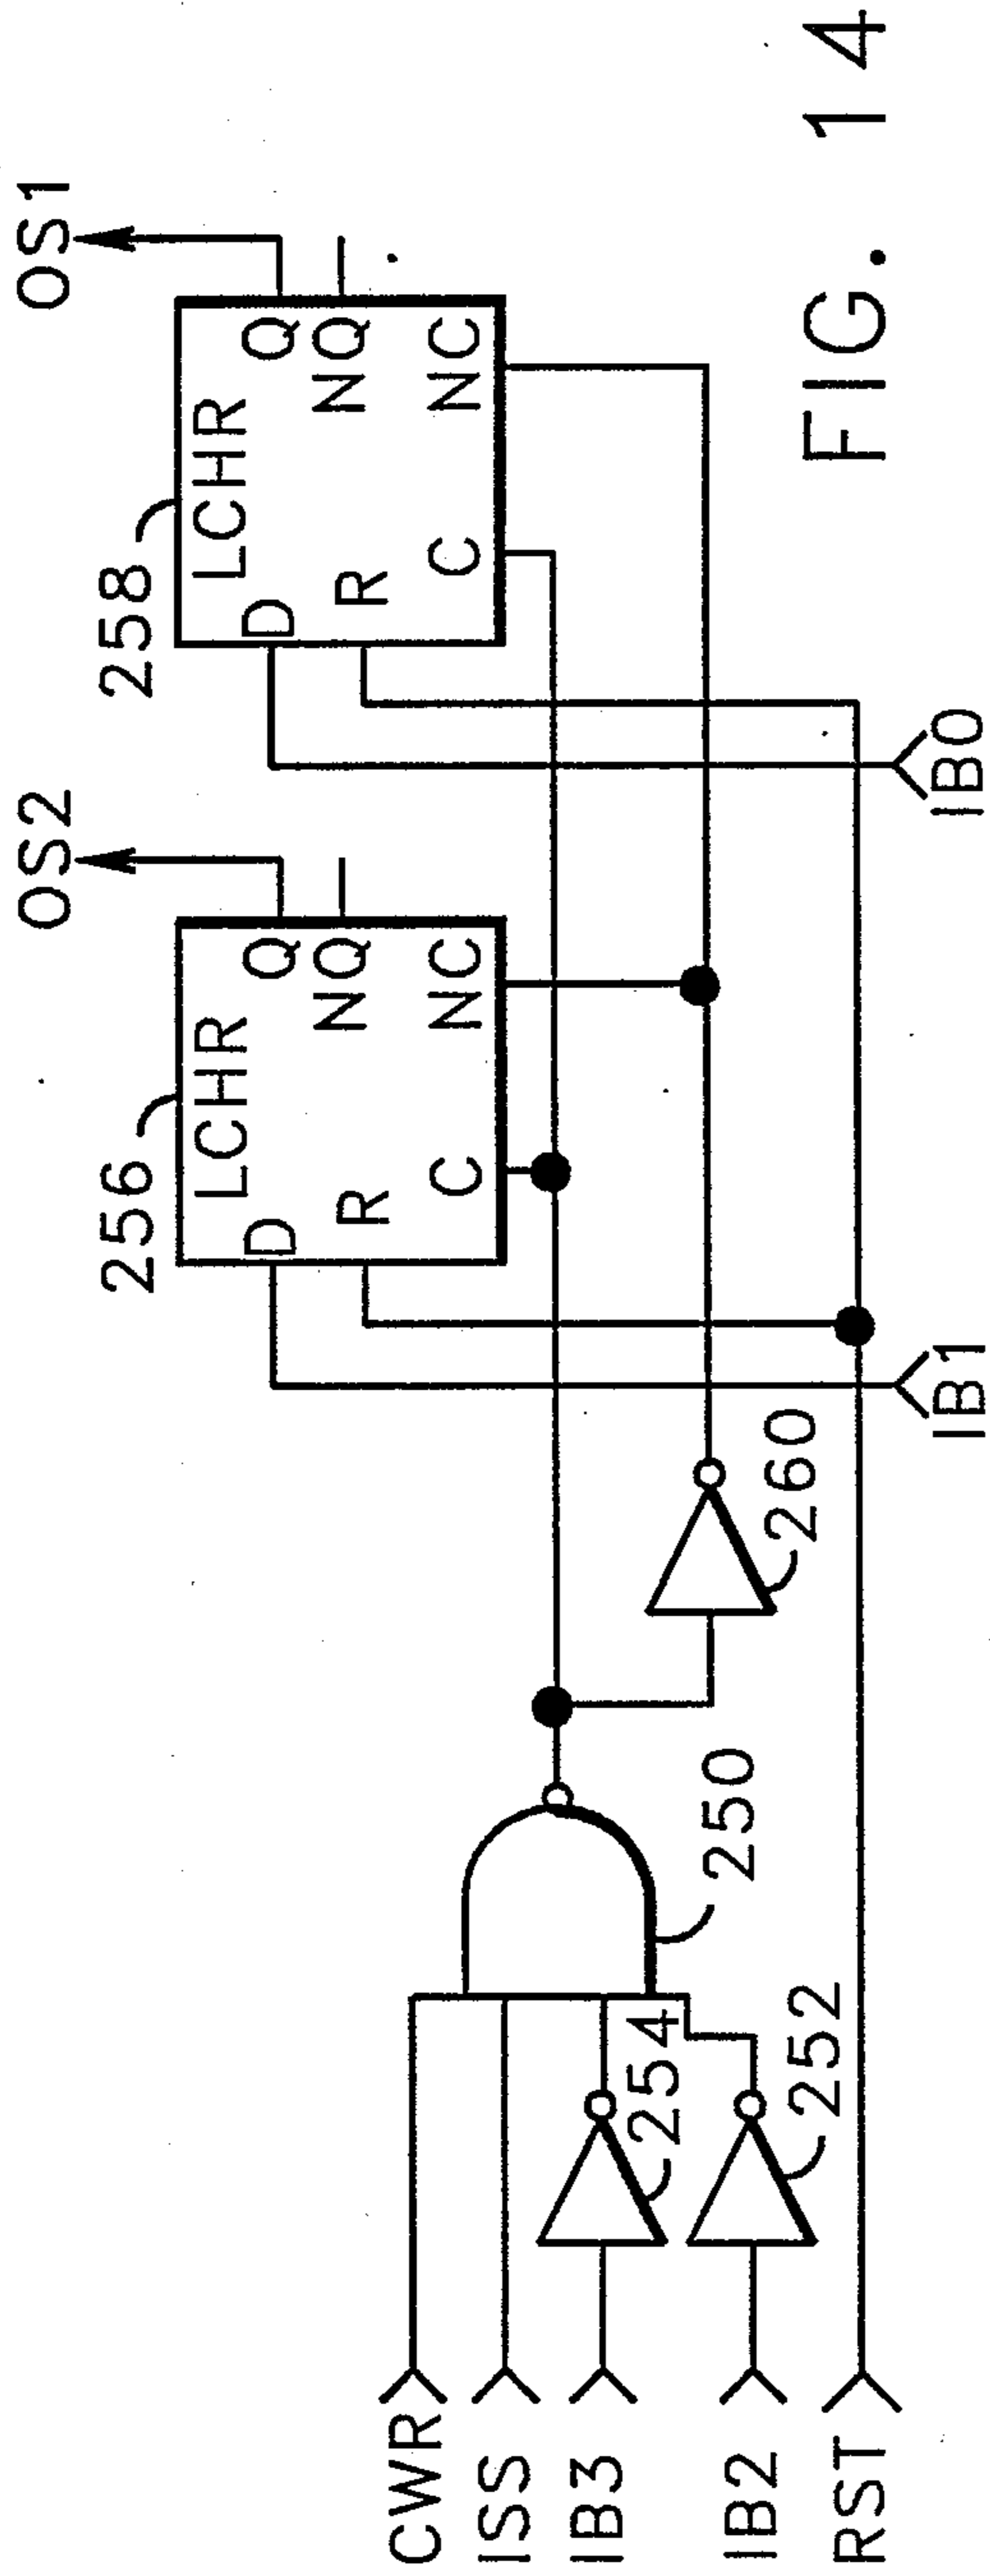 OS2
OS1
256
258
LCHR
LCHR
D
Q
D
Q
R
NQ
R
NQ
C
NC
C
NC
CWR
ISS
IB3
254
250
IB2
252
260
RST
IB1
IB0
FIG. 14